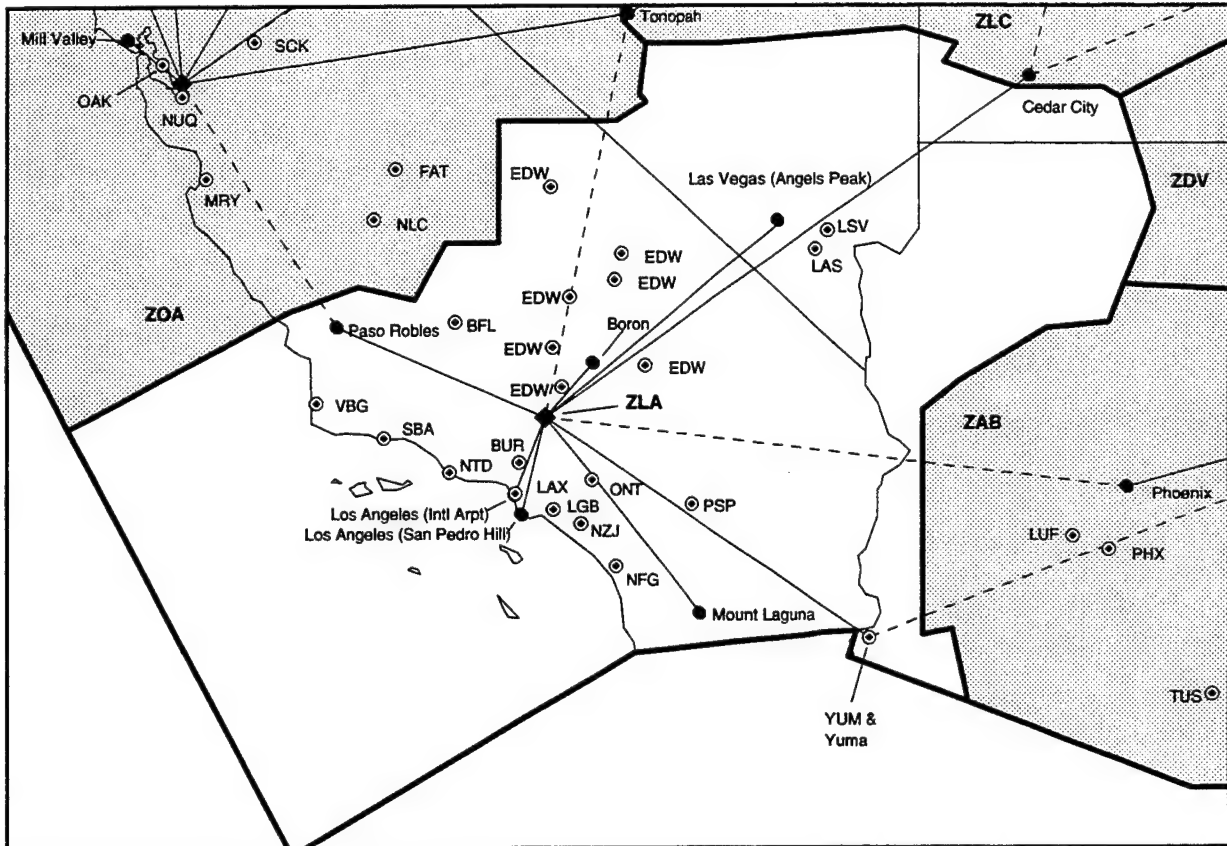 Tonopah
ZLC
Mill Valley
SCK
OAK
NUQ
Cedar City
FAT
EDW
MRY
Las Vegas (Angels Peak)
ZDV
NLC
LSV
LAS
EDW
EDW
ZOA
EDW
Paso Robles
BFL
Boron
EDW
EDW
EDW/
ZLA
VBG
ZAB
SBA
BUR
NTD
LAX
ONT
PSP
Phoenix
Los Angeles (Intl Arpt)
LGB
Los Angeles (San Pedro Hill)
NZJ
LUF
PHX
NFG
Mount Laguna
TUS
YUM &
Yuma